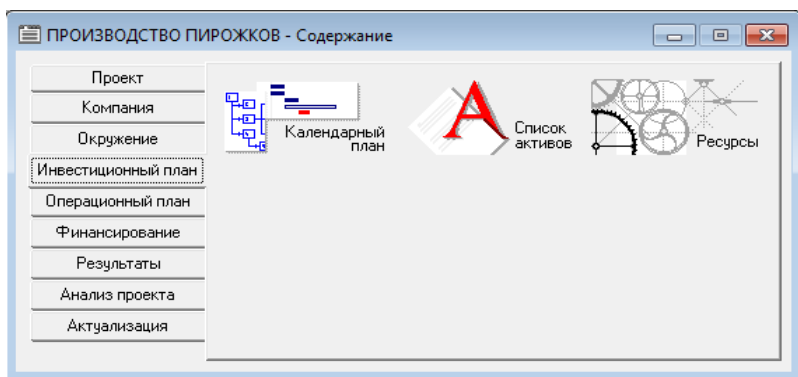 ПРОИЗВОДСТВО ПИРОЖКОВ - Содержание
Проект
Компания
Окружение
Инвестиционный план
Операционный план
Финансирование
Результаты
Анализ проекта
Актуализация
Календарный
план
А
Список
активов
Ресурсы